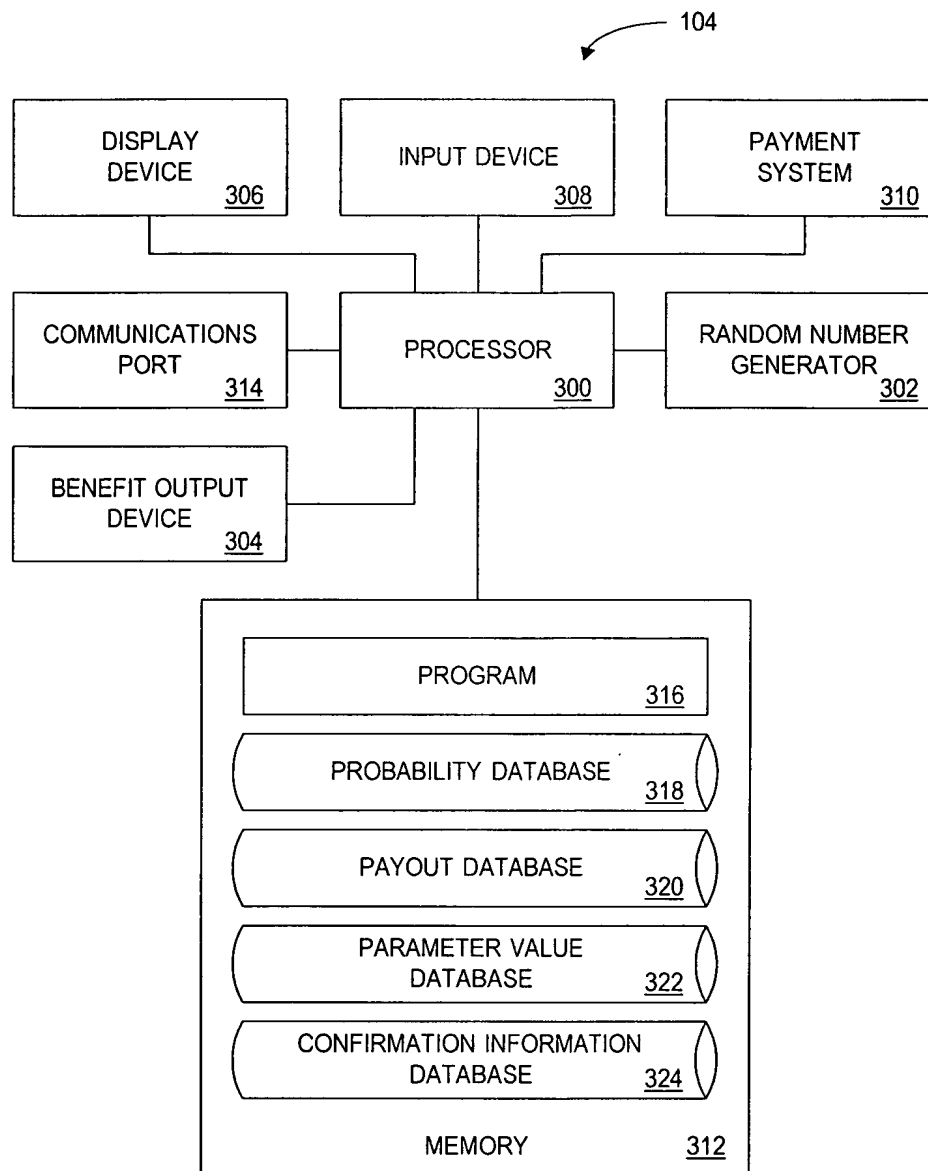 104
DISPLAY
DEVICE
306
INPUT DEVICE
308
PAYMENT
SYSTEM
310
COMMUNICATIONS
PORT
314
PROCESSOR
300
RANDOM NUMBER
GENERATOR
302
BENEFIT OUTPUT
DEVICE
304
PROGRAM
316
PROBABILITY DATABASE
318
PAYOUT DATABASE
320
PARAMETER VALUE
DATABASE
322
CONFIRMATION INFORMATION
DATABASE
324
MEMORY
312